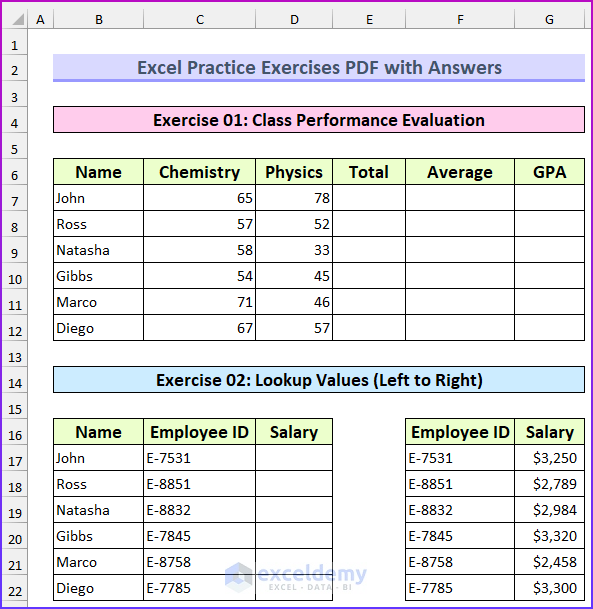 A B C D E F G
1
2 Excel Practice Exercises PDF with Answers
3
4 Exercise 01: Class Performance Evaluation
5
6 Name Chemistry Physics Total Average GPA
7 John 65 78
8 Ross 57 52
9 Natasha 58 33
10 Gibbs 54 45
11 Marco 71 46
12 Diego 67 57
13
14 Exercise 02: Lookup Values (Left to Right)
15
16 Name Employee ID Salary Employee ID Salary
17 John E-7531 E-7531 $3,250
18 Ross E-8851 E-8851 $2,789
19 Natasha E-8832 E-8832 $2,984
20 Gibbs E-7845 E-7845 $3,320
21 Marco E-8758 E-8758 $2,458
22 Diego E-7785 E-7785 $3,300
exceldemy
EXCEL - DATA - BI